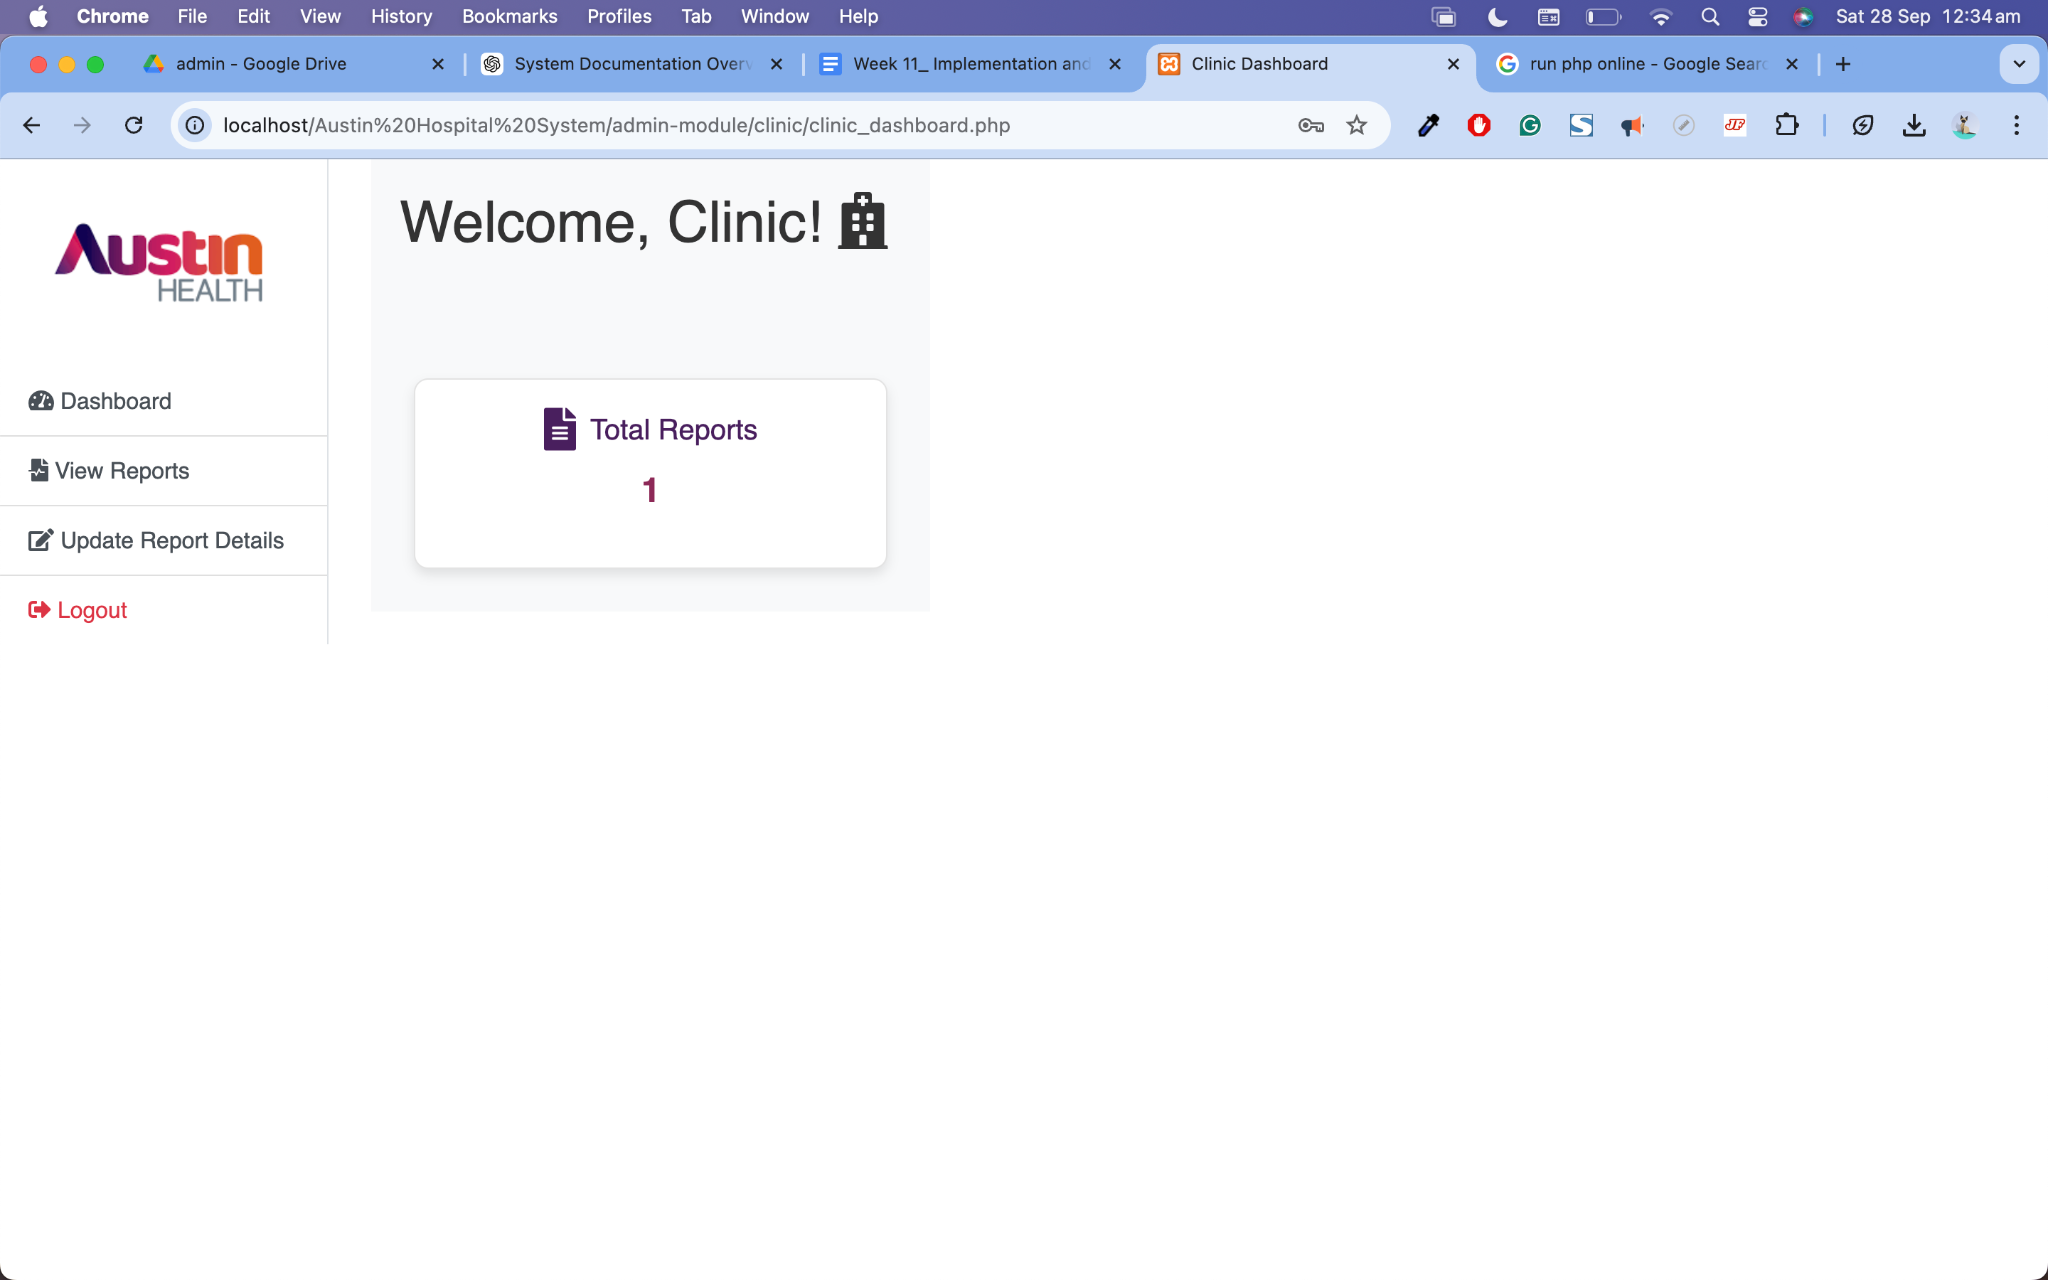 Chrome File Edit View History Bookmarks Profiles Tab Window Help Sat 28 Sep 12:34 am
admin - Google Drive System Documentation Over Week 11_ Implementation and Clinic Dashboard run php online - Google Sear
localhost/Austin%20Hospital%20System/admin-module/clinic/clinic_dashboard.php
Austin
HEALTH
Dashboard
View Reports
Update Report Details
Logout
Welcome, Clinic!
Total Reports
1